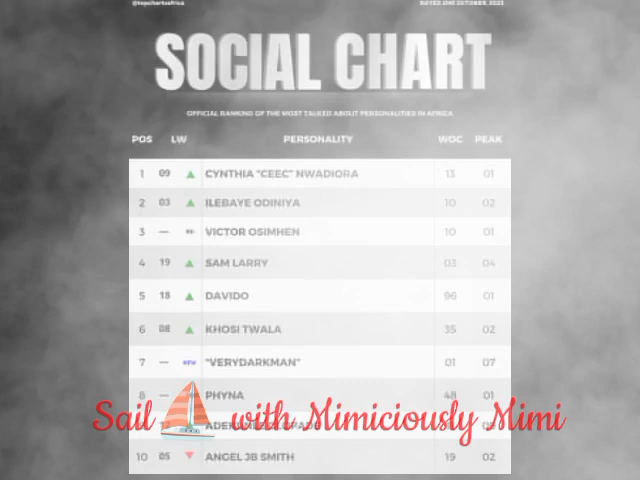 @topchartsafrica
SOCIAL CHART
OFFICIAL RANKING OF THE MOST TALKED ABOUT PERSONALITIES IN AFRICA
POS LW PERSONALITY WOC PEAK
1 09 CYNTHIA "CEEC" NWADIORA 13 01
2 03 ILEBAYE ODINIYA 10 02
3 — VICTOR OSIMHEN 10 01
4 19 SAM LARRY 03 04
5 18 DAVIDO 96 01
6 08 KHOSI TWALA 35 02
7 — NEW "VERYDARKMAN" 01 07
8 — PHYNA 48 01
Sail with Mimiciously Mimi
10 05 ANGEL JB SMITH 19 02